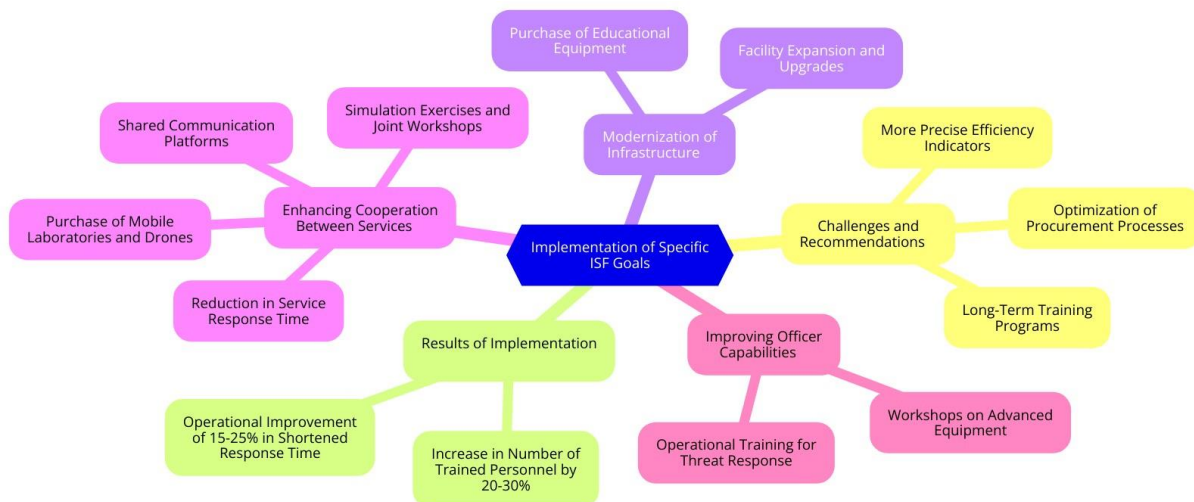 Implementation of Specific
ISF Goals
Modernization of
Infrastructure
Purchase of Educational
Equipment
Facility Expansion and
Upgrades
Challenges and
Recommendations
More Precise Efficiency
Indicators
Optimization of
Procurement Processes
Long-Term Training
Programs
Improving Officer
Capabilities
Workshops on Advanced
Equipment
Operational Training for
Threat Response
Results of Implementation
Increase in Number of
Trained Personnel by
20-30%
Operational Improvement
of 15-25% in Shortened
Response Time
Enhancing Cooperation
Between Services
Reduction in Service
Response Time
Purchase of Mobile
Laboratories and Drones
Shared Communication
Platforms
Simulation Exercises and
Joint Workshops